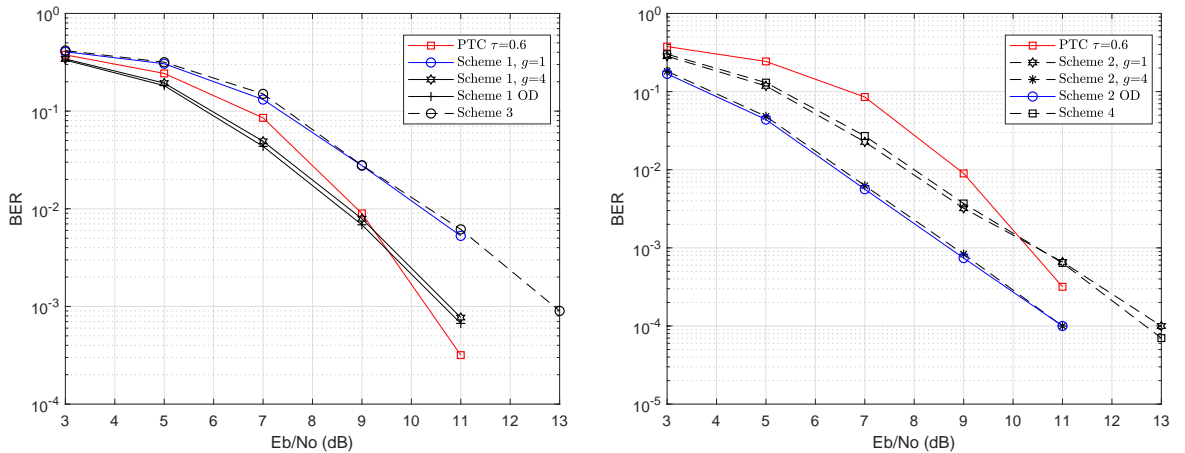 10^0
10^-1
10^-2
10^-3
10^-4
BER
3 4 5 6 7 8 9 10 11 12 13
Eb/No (dB)
PTC τ=0.6
Scheme 1, g=1
Scheme 1, g=4
Scheme 1 OD
Scheme 3
10^0
10^-1
10^-2
10^-3
10^-4
10^-5
BER
3 4 5 6 7 8 9 10 11 12 13
Eb/No (dB)
PTC τ=0.6
Scheme 2, g=1
Scheme 2, g=4
Scheme 2 OD
Scheme 4